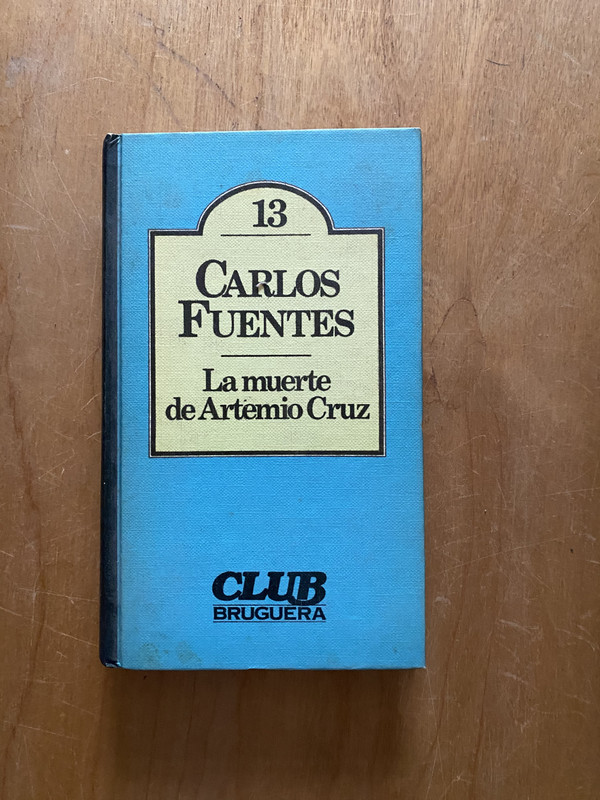 13
CARLOS
FUENTES
La muerte
de Artemio Cruz
CLUB
BRUGUERA